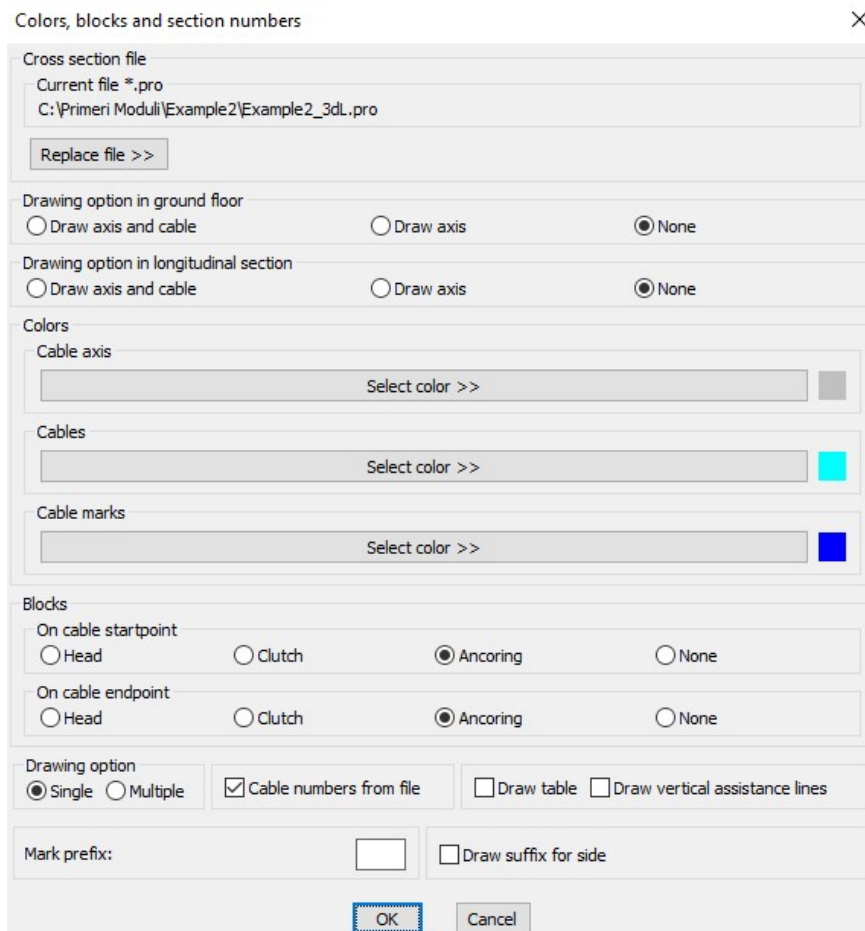 Colors, blocks and section numbers
Cross section file
Current file *.pro
C:\Primeri Moduli\Example2\Example2_3dL.pro
Replace file >>
Drawing option in ground floor
Draw axis and cable Draw axis None
Drawing option in longitudinal section
Draw axis and cable Draw axis None
Colors
Cable axis
Select color >>
Cables
Select color >>
Cable marks
Select color >>
Blocks
On cable startpoint
Head Clutch Ancoring None
On cable endpoint
Head Clutch Ancoring None
Drawing option
Single Multiple Cable numbers from file Draw table Draw vertical assistance lines
Mark prefix: Draw suffix for side
OK Cancel